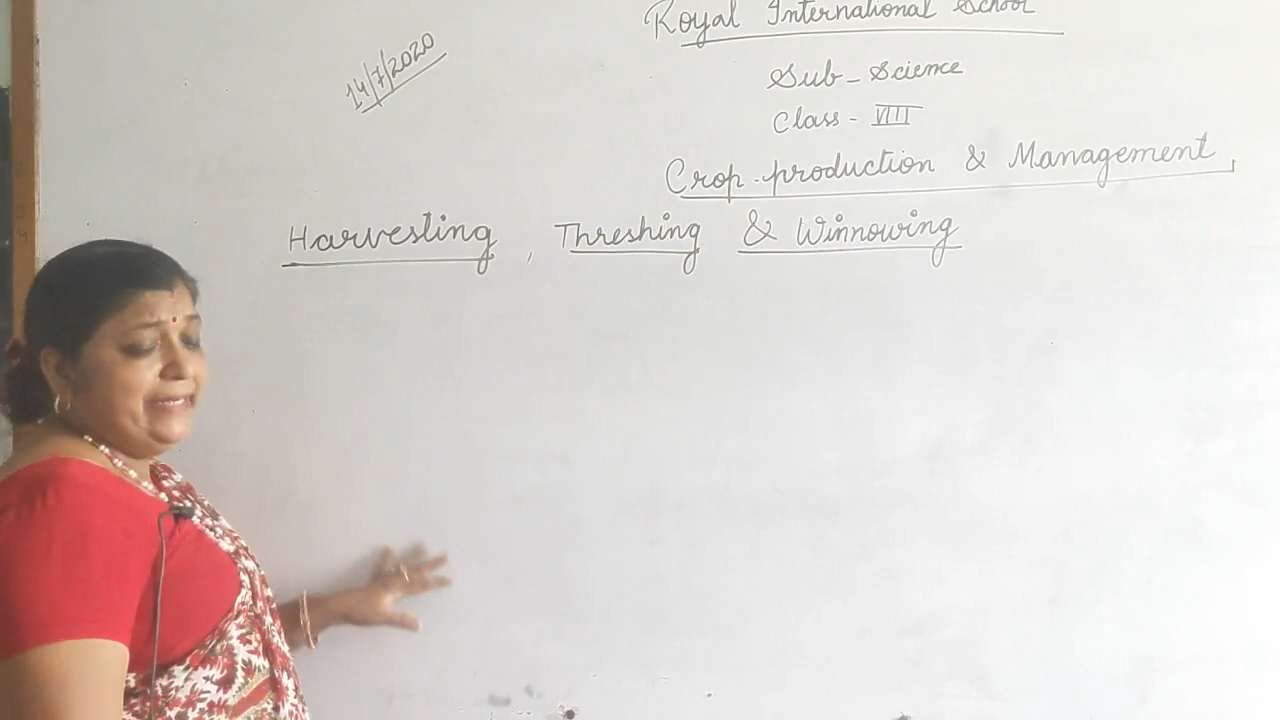 Royal International School
14/7/2020
Sub - Science
Class - VIII
Crop production & Management
Harvesting, Threshing & Winnowing